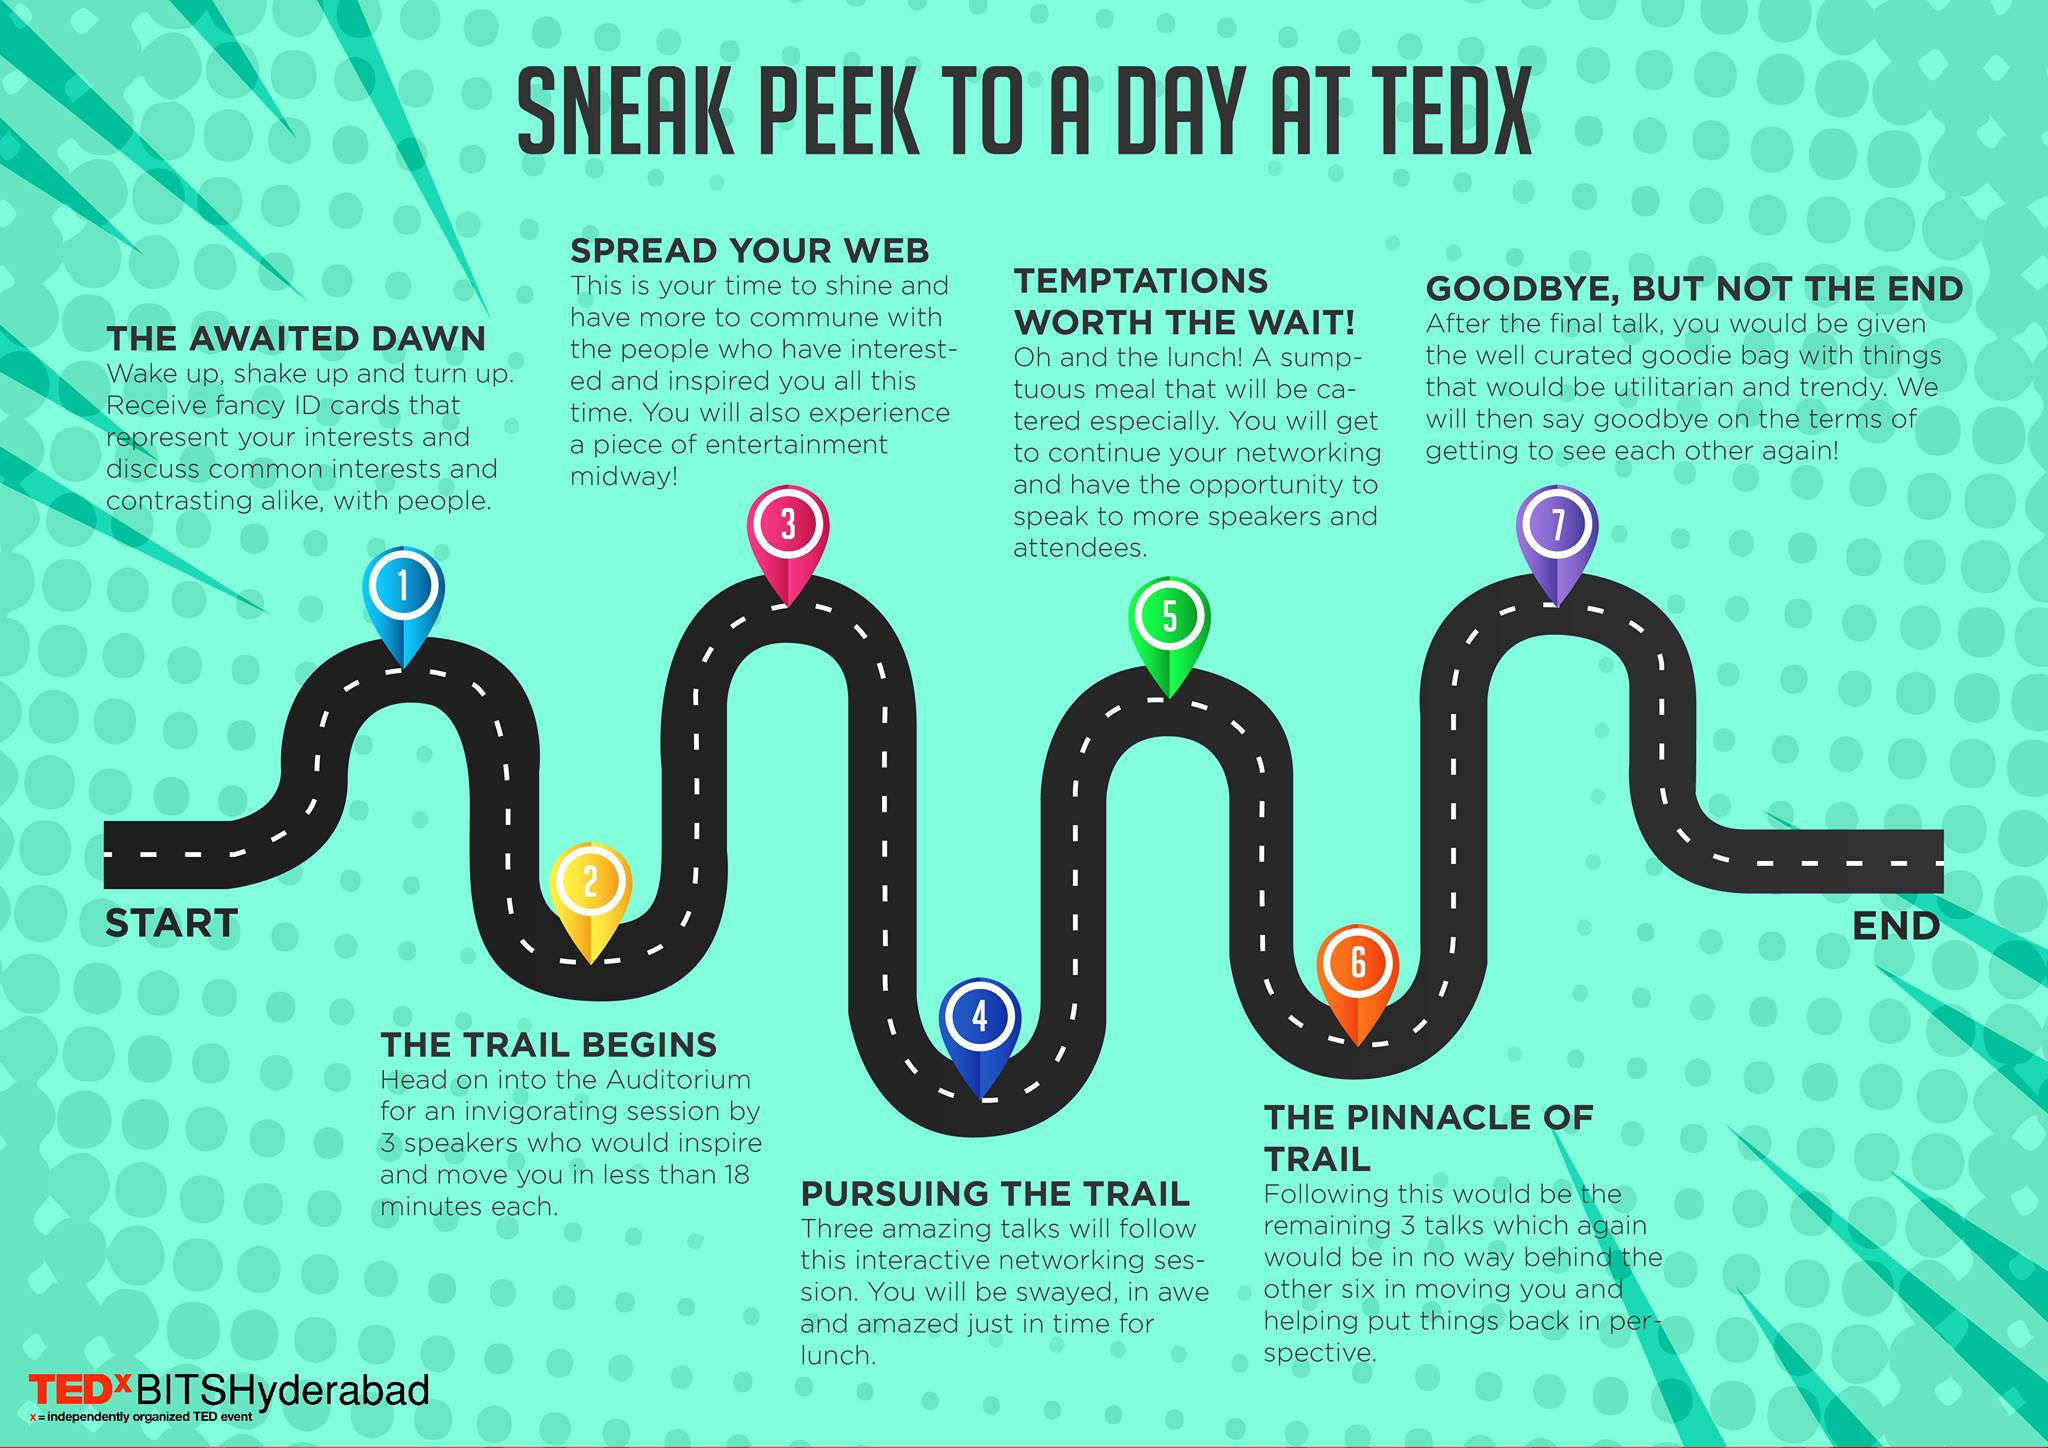 SNEAK PEEK TO A DAY AT TEDX
THE AWAITED DAWN
Wake up, shake up and turn up.
Receive fancy ID cards that
represent your interests and
discuss common interests and
contrasting alike, with people.
1
THE TRAIL BEGINS
Head on into the Auditorium
for an invigorating session by
3 speakers who would inspire
and move you in less than 18
minutes each.
2
SPREAD YOUR WEB
This is your time to shine and
have more to commune with
the people who have interest-
ed and inspired you all this
time. You will also experience
a piece of entertainment
midway!
3
PURSUING THE TRAIL
Three amazing talks will follow
this interactive networking ses-
sion. You will be swayed, in awe
and amazed just in time for
lunch.
4
TEMPTATIONS
WORTH THE WAIT!
Oh and the lunch! A sump-
tuous meal that will be ca-
tered especially. You will get
to continue your networking
and have the opportunity to
speak to more speakers and
attendees.
5
THE PINNACLE OF
TRAIL
Following this would be the
remaining 3 talks which again
would be in no way behind the
other six in moving you and
helping put things back in per-
spective.
6
GOODBYE, BUT NOT THE END
After the final talk, you would be given
the well curated goodie bag with things
that would be utilitarian and trendy. We
will then say goodbye on the terms of
getting to see each other again!
7
START
END
TEDxBITSHyderabad
x = independently organized TED event